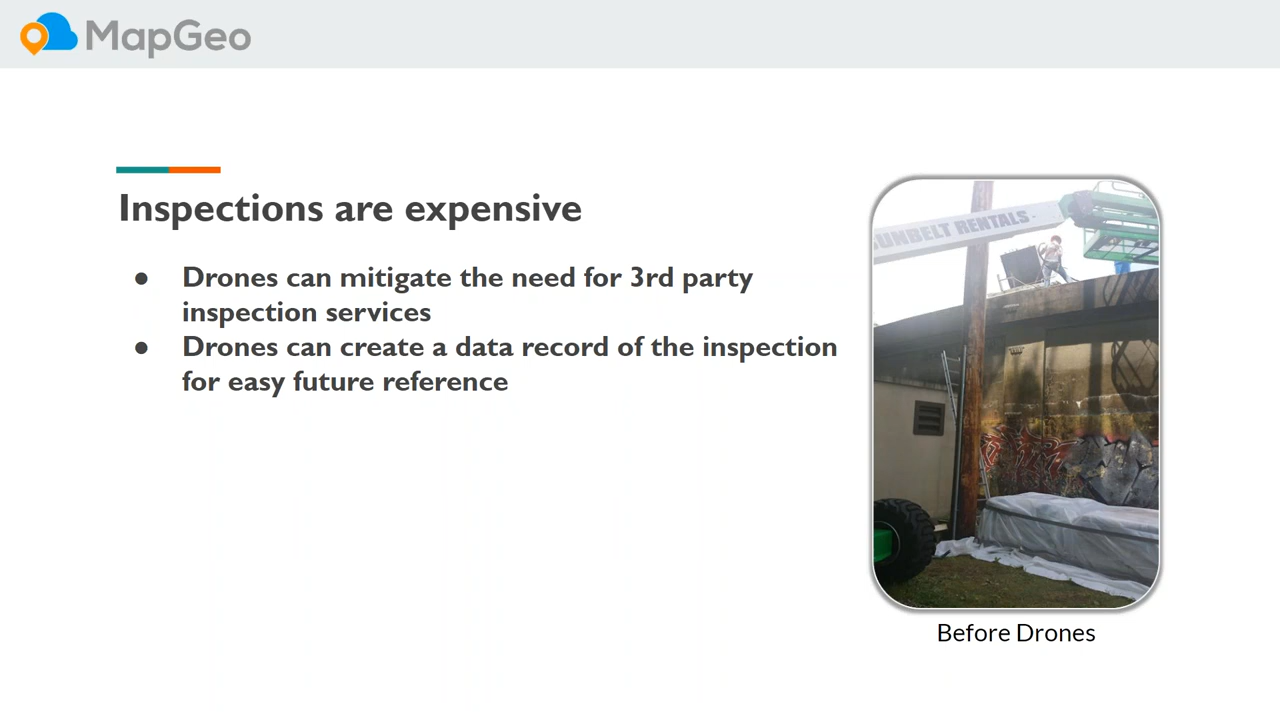 MapGeo
Inspections are expensive
● Drones can mitigate the need for 3rd party
inspection services
● Drones can create a data record of the inspection
for easy future reference
SUNBELT RENTALS
Before Drones